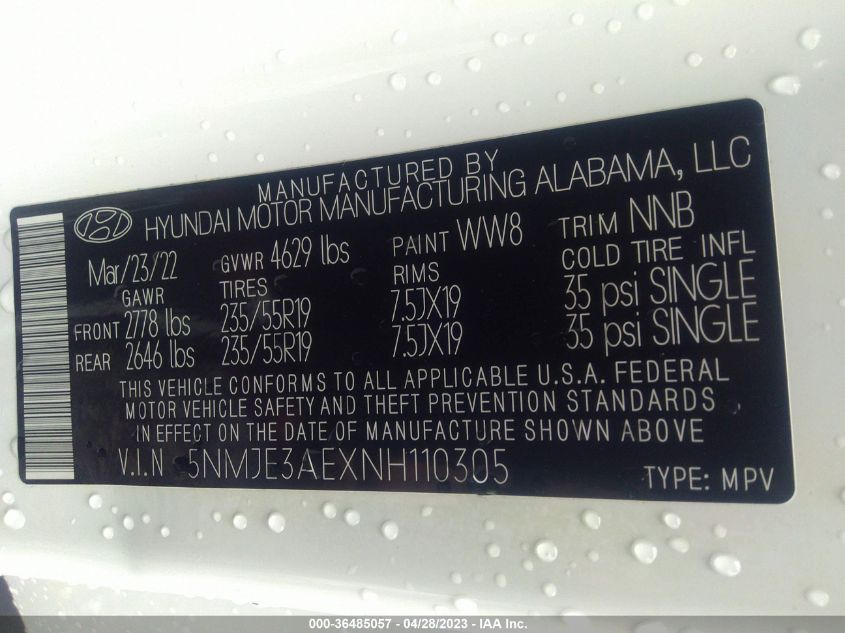 MANUFACTURED BY
HYUNDAI MOTOR MANUFACTURING ALABAMA, LLC
Mar/23/22 GVWR 4629 lbs PAINT WW8 TRIM NNB
GAWR TIRES RIMS COLD TIRE INFL
FRONT 2778 lbs 235/55R19 7.5JX19 35 psi SINGLE
REAR 2646 lbs 235/55R19 7.5JX19 35 psi SINGLE
THIS VEHICLE CONFORMS TO ALL APPLICABLE U.S.A. FEDERAL
MOTOR VEHICLE SAFETY AND THEFT PREVENTION STANDARDS
IN EFFECT ON THE DATE OF MANUFACTURE SHOWN ABOVE
V.I.N 5NMJE3AEXNH110305 TYPE: MPV
000-36485057 - 04/28/2023 - IAA Inc.